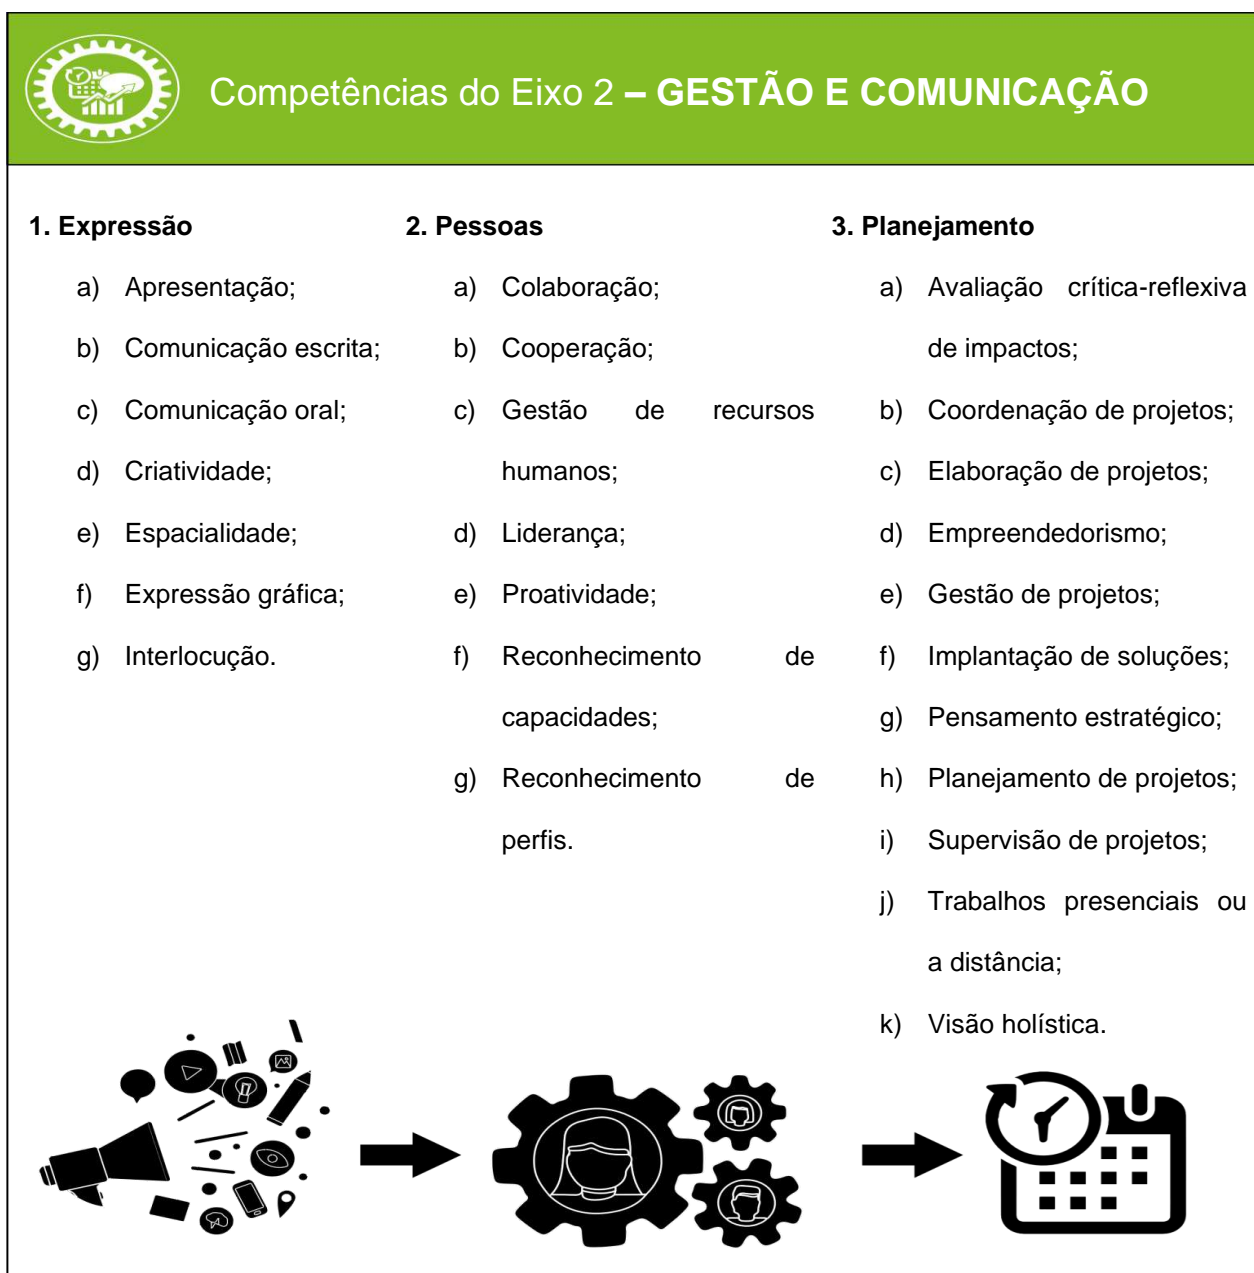 Competências do Eixo 2 – GESTÃO E COMUNICAÇÃO
1. Expressão
a) Apresentação;
b) Comunicação escrita;
c) Comunicação oral;
d) Criatividade;
e) Espacialidade;
f) Expressão gráfica;
g) Interlocução.
2. Pessoas
a) Colaboração;
b) Cooperação;
c) Gestão de recursos
humanos;
d) Liderança;
e) Proatividade;
f) Reconhecimento de
capacidades;
g) Reconhecimento de
perfis.
3. Planejamento
a) Avaliação crítica-reflexiva
de impactos;
b) Coordenação de projetos;
c) Elaboração de projetos;
d) Empreendedorismo;
e) Gestão de projetos;
f) Implantação de soluções;
g) Pensamento estratégico;
h) Planejamento de projetos;
i) Supervisão de projetos;
j) Trabalhos presenciais ou
a distância;
k) Visão holística.